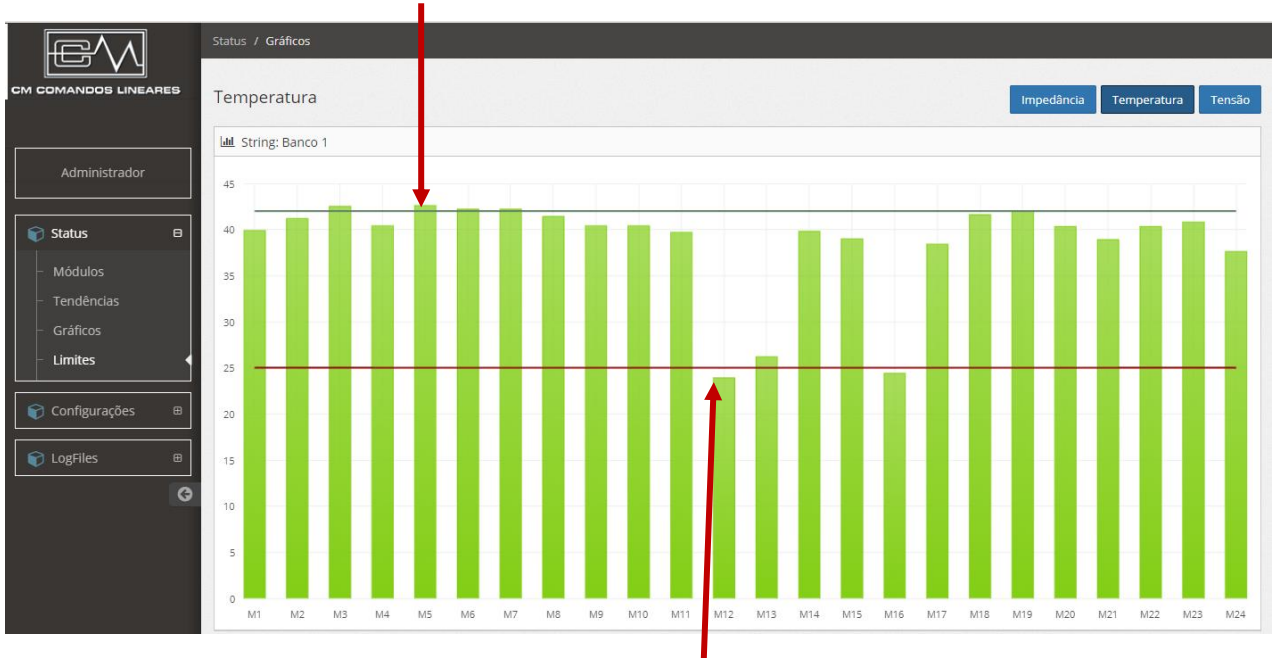 CM COMANDOS LINEARES
Administrador
Status
Módulos
Tendências
Gráficos
Limites
Configurações
LogFiles
Status / Gráficos
Temperatura
Impedância Temperatura Tensão
String: Banco 1
45
40
35
30
25
20
15
10
5
0
M1 M2 M3 M4 M5 M6 M7 M8 M9 M10 M11 M12 M13 M14 M15 M16 M17 M18 M19 M20 M21 M22 M23 M24